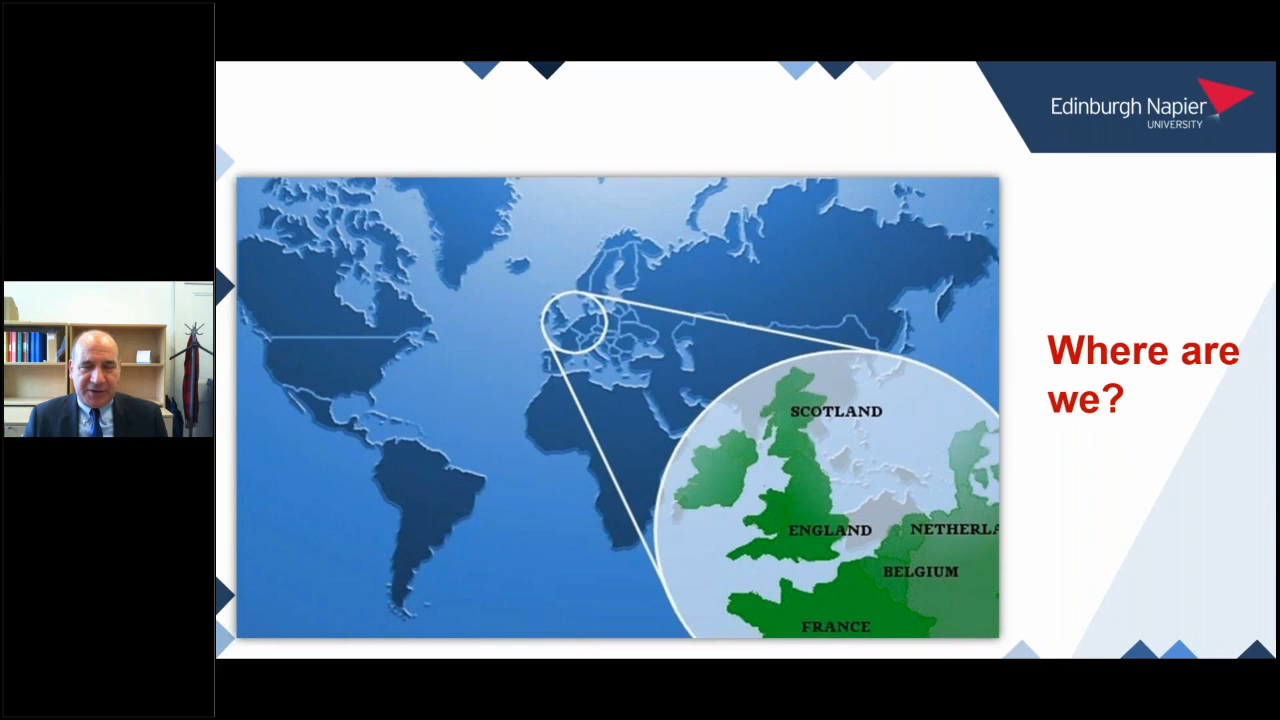 Edinburgh Napier
UNIVERSITY
Where are
we?
SCOTLAND
ENGLAND
NETHERLA
BELGIUM
FRANCE